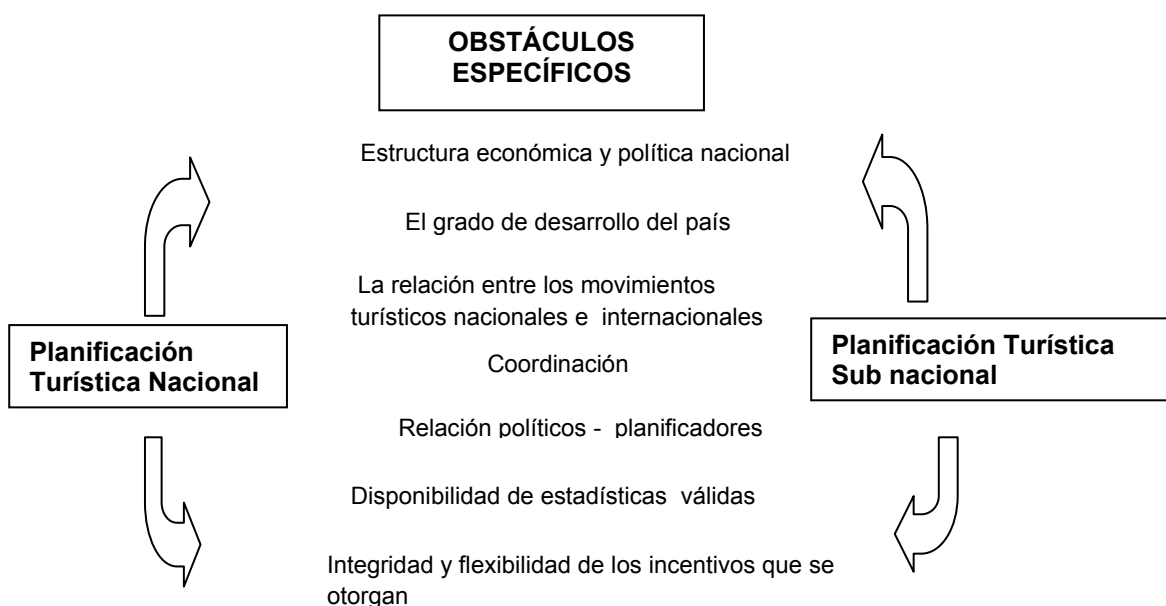 OBSTÁCULOS
ESPECÍFICOS
Estructura económica y política nacional
El grado de desarrollo del país
La relación entre los movimientos
turísticos nacionales e internacionales
Planificación
Turística Nacional
Planificación Turística
Sub nacional
Coordinación
Relación políticos - planificadores
Disponibilidad de estadísticas válidas
Integridad y flexibilidad de los incentivos que se
otorgan